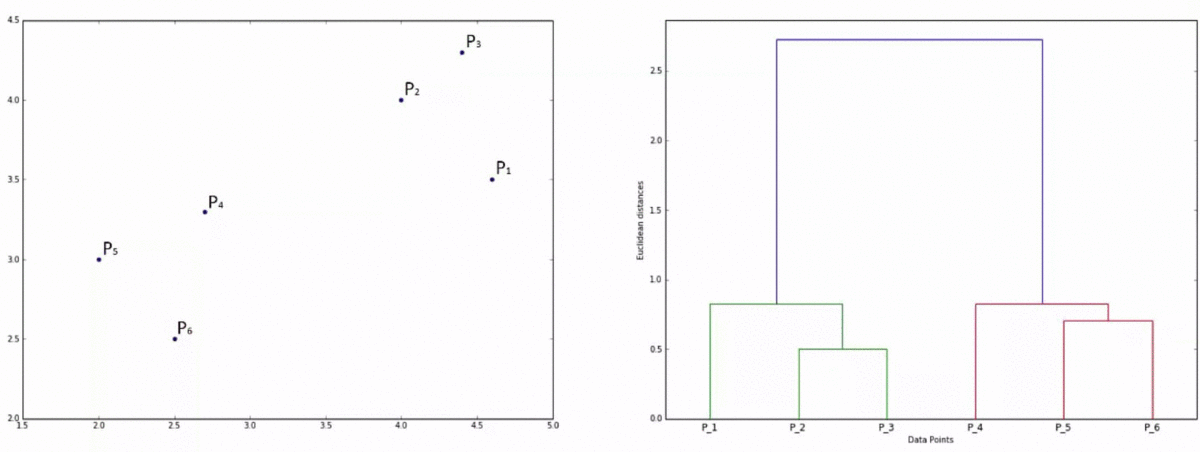 4.5
4.0
3.5
3.0
2.5
2.0
1.5 2.0 2.5 3.0 3.5 4.0 4.5 5.0
P₃
P₂
P₁
P₄
P₅
P₆
Euclidean distances
2.5
2.0
1.5
1.0
0.5
0.0
P_1 P_2 P_3 P_4 P_5 P_6
Data Points